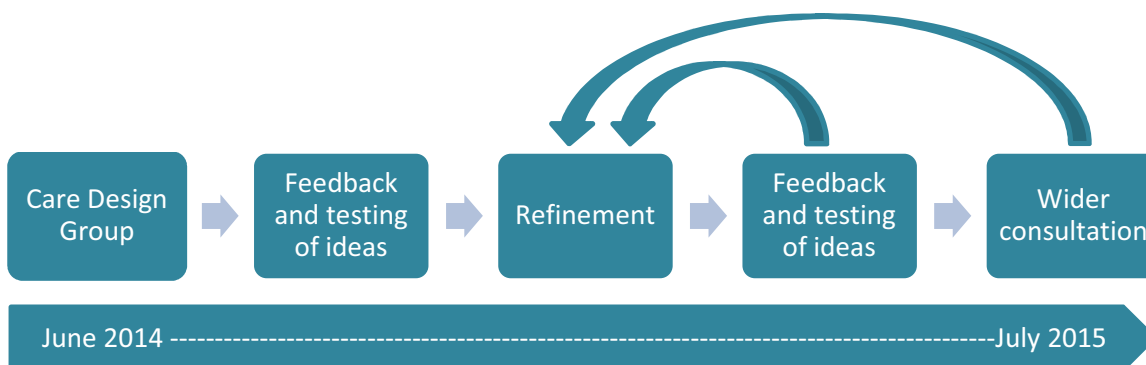 Care Design
Group
Feedback
and testing
of ideas
Refinement
Feedback
and testing
of ideas
Wider
consultation
June 2014 --------------------------------------------------------------------------------------------July 2015